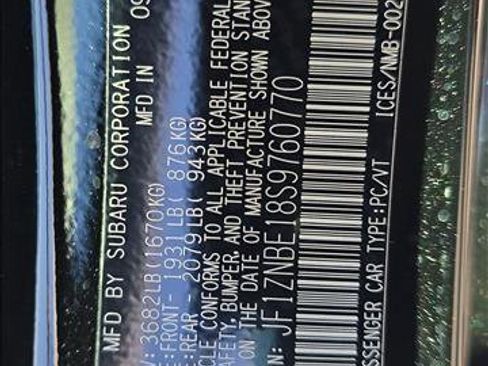 MFD BY SUBARU CORPORATION 09
MFD IN
: 3682LB(1670KG)
:FRONT- 1931LB( 876KG)
:REAR - 2079LB( 943KG)
CLE CONFORMS TO ALL APPLICABLE FEDERAL
AFETY, BUMPER, AND THEFT PREVENTION STAN
ON THE DATE OF MANUFACTURE SHOWN ABOV
N: JF1ZNBE18S9760770
SSENGER CAR TYPE:PC/VT ICES/NMB-002